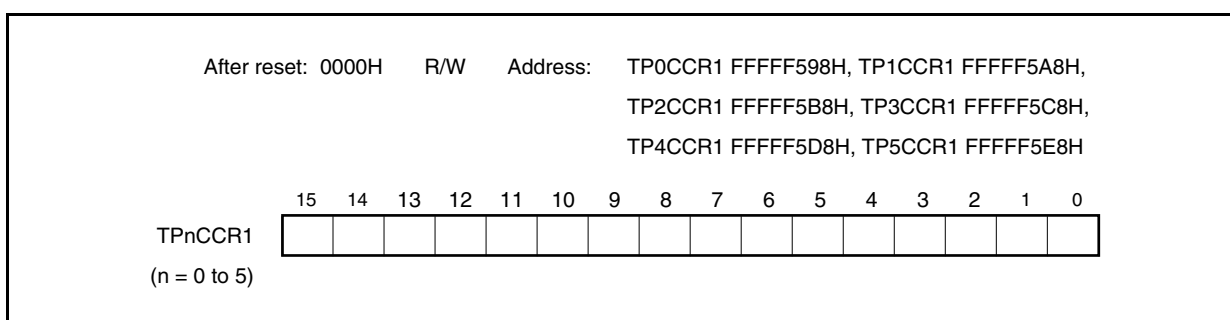 After reset: 0000H R/W Address: TP0CCR1 FFFFF598H, TP1CCR1 FFFFF5A8H,
TP2CCR1 FFFFF5B8H, TP3CCR1 FFFFF5C8H,
TP4CCR1 FFFFF5D8H, TP5CCR1 FFFFF5E8H
15 14 13 12 11 10 9 8 7 6 5 4 3 2 1 0
TPnCCR1
(n = 0 to 5)